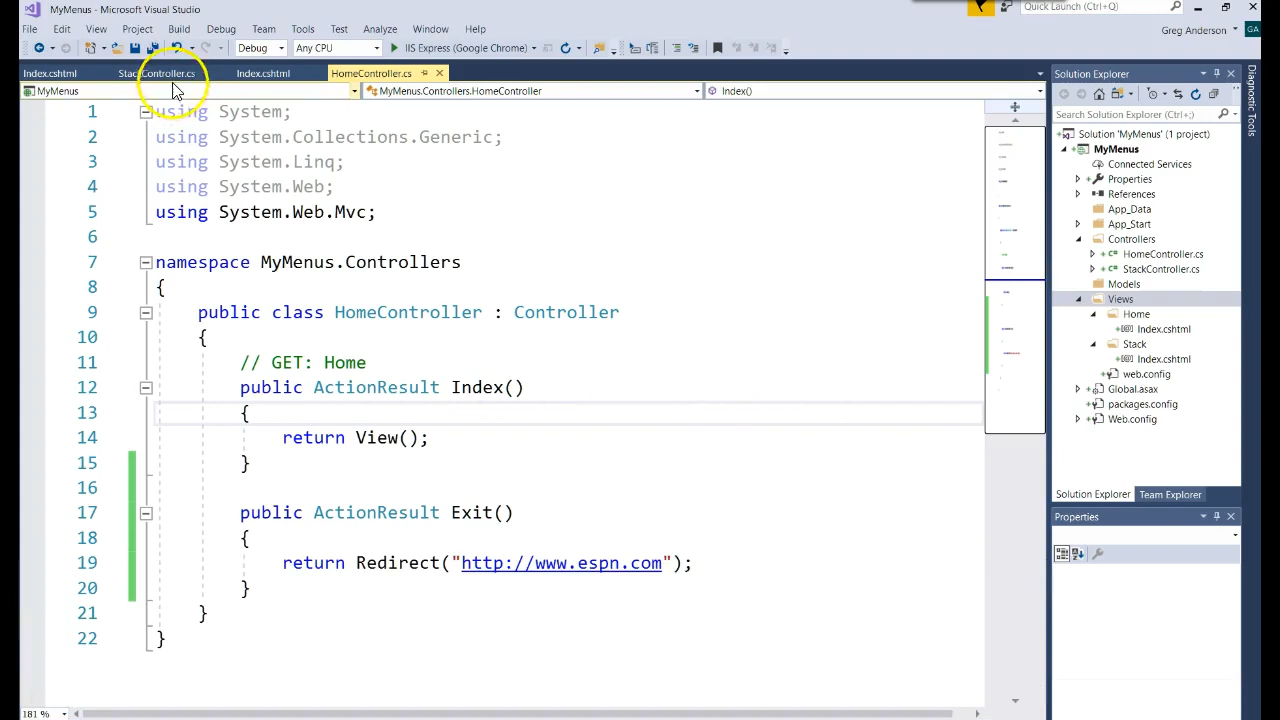 MyMenus - Microsoft Visual Studio
Quick Launch (Ctrl+Q)
File Edit View Project Build Debug Team Tools Test Analyze Window Help
Greg Anderson
GA
Debug Any CPU IIS Express (Google Chrome)
Index.cshtml StackController.cs Index.cshtml HomeController.cs
MyMenus MyMenus.Controllers.HomeController Index()
1 using System;
2 using System.Collections.Generic;
3 using System.Linq;
4 using System.Web;
5 using System.Web.Mvc;
6
7 namespace MyMenus.Controllers
8 {
9 public class HomeController : Controller
10 {
11 // GET: Home
12 public ActionResult Index()
13 {
14 return View();
15 }
16
17 public ActionResult Exit()
18 {
19 return Redirect("http://www.espn.com");
20 }
21 }
22 }
181 %
Solution Explorer
Search Solution Explorer (Ctrl+;)
Solution 'MyMenus' (1 project)
MyMenus
Connected Services
Properties
References
App_Data
App_Start
Controllers
HomeController.cs
StackController.cs
Models
Views
Home
Index.cshtml
Stack
Index.cshtml
web.config
Global.asax
packages.config
Web.config
Solution Explorer Team Explorer
Properties
Diagnostic Tools